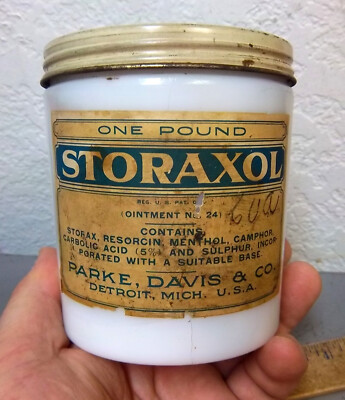 ONE POUND
STORAXOL
REG. U. S. PAT.
(OINTMENT No. 24)
CONTAINS
STORAX, RESORCIN, MENTHOL, CAMPHOR,
CARBOLIC ACID (5%) AND SULPHUR, INCOR-
PORATED WITH A SUITABLE BASE.
PARKE, DAVIS & CO.
DETROIT, MICH. U.S.A.